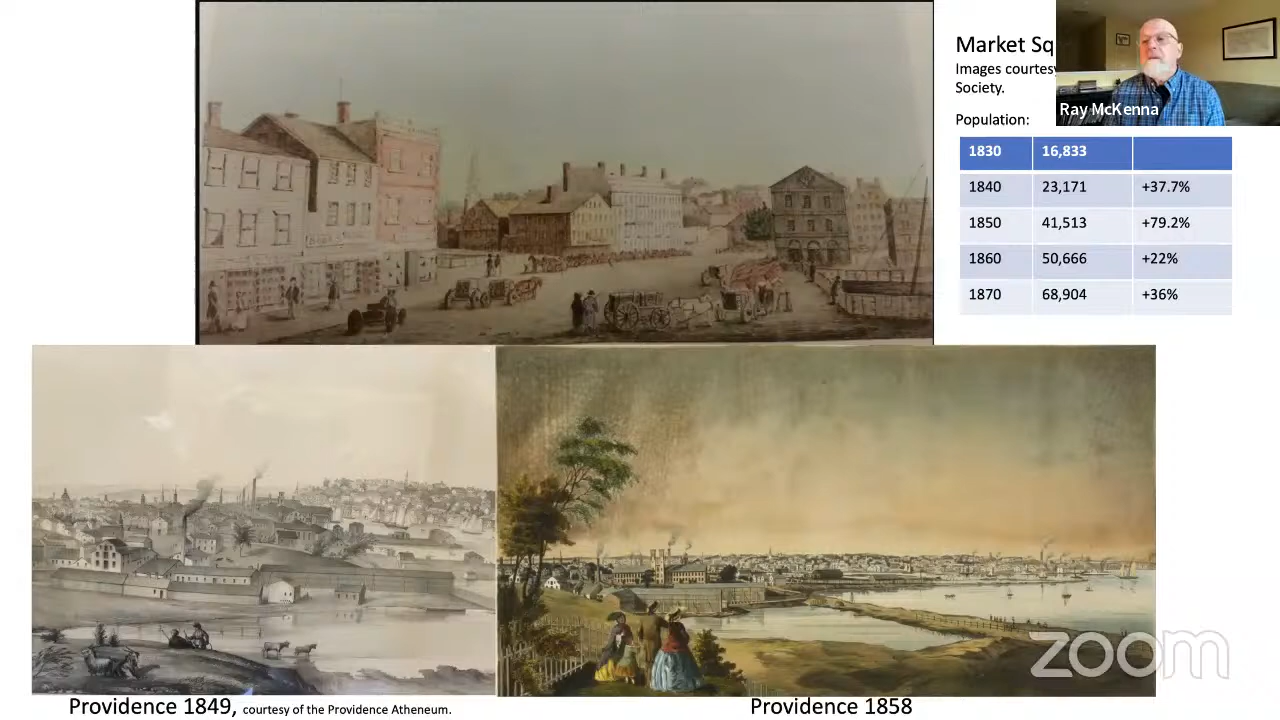 Market Sq
Images courtesy
Society.
Ray McKenna
Population:
1830 16,833
1840 23,171 +37.7%
1850 41,513 +79.2%
1860 50,666 +22%
1870 68,904 +36%
zoom
Providence 1849, courtesy of the Providence Atheneum.
Providence 1858